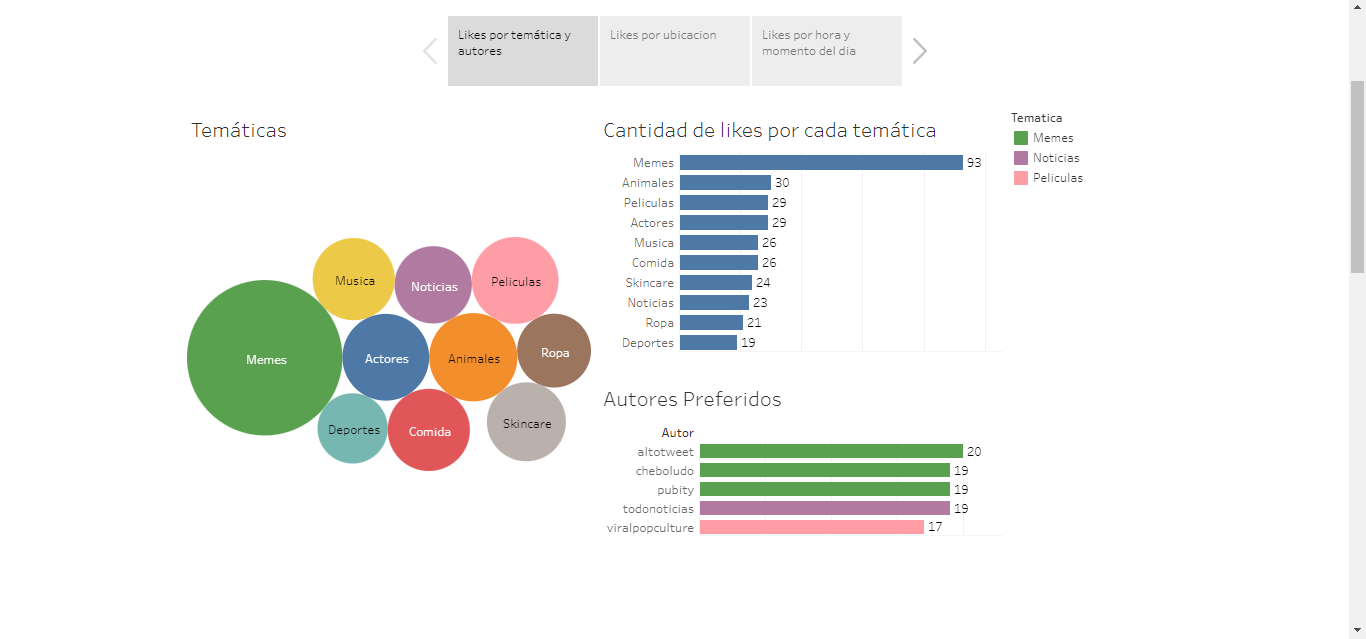 Likes por temática y
autores
Likes por ubicacion
Likes por hora y
momento del dia
Temáticas
Musica
Noticias
Peliculas
Memes
Actores
Animales
Ropa
Deportes
Comida
Skincare
Cantidad de likes por cada temática
Memes 93
Animales 30
Peliculas 29
Actores 29
Musica 26
Comida 26
Skincare 24
Noticias 23
Ropa 21
Deportes 19
Autores Preferidos
Autor
altotweet 20
cheboludo 19
pubity 19
todonoticias 19
viralpopculture 17
Tematica
Memes
Noticias
Peliculas